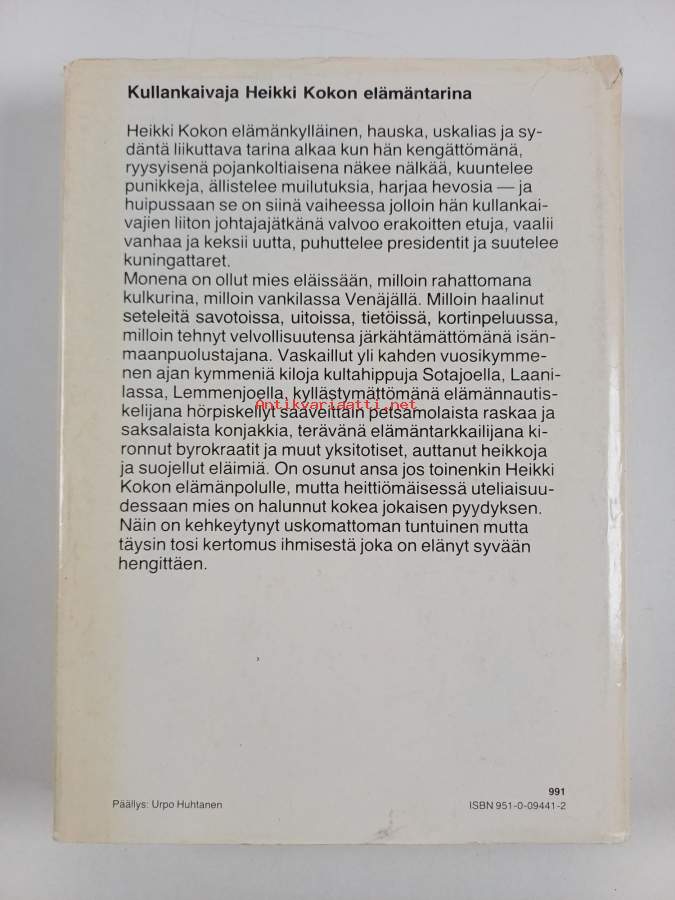 Kullankaivaja Heikki Kokon elämäntarina
Heikki Kokon elämänkylläinen, hauska, uskalias ja sy-
däntä liikuttava tarina alkaa kun hän kengättömänä,
ryysyisenä pojankoltiaisena näkee nälkää, kuuntelee
punikkeja, ällistelee muilutuksia, harjaa hevosia — ja
huipussaan se on siinä vaiheessa jolloin hän kullankai-
vajien liiton johtajajätkänä valvoo erakoitten etuja, vaalii
vanhaa ja keksii uutta, puhuttelee presidentit ja suutelee
kuningattaret.
Monena on ollut mies eläissään, milloin rahattomana
kulkurina, milloin vankilassa Venäjällä. Milloin haalinut
seteleitä savotoissa, uitoissa, tietöissä, kortinpeluussa,
milloin tehnyt velvollisuutensa järkähtämättömänä isän-
maanpuolustajana. Vaskaillut yli kahden vuosikymme-
nen ajan kymmeniä kiloja kultahippuja Sotajoella, Laani-
lassa, Lemmenjoella, kyllästymättömänä elämännautis-
kelijana hörpiskellyt saaveittain petsamolaista raskaa ja
Antikvariaatti.net
saksalaista konjakkia, terävänä elämäntarkkailijana ki-
ronnut byrokraatit ja muut yksitotiset, auttanut heikkoja
ja suojellut eläimiä. On osunut ansa jos toinenkin Heikki
Kokon elämänpolulle, mutta heittiömäisessä uteliaisuu-
dessaan mies on halunnut kokea jokaisen pyydyksen.
Näin on kehkeytynyt uskomattoman tuntuinen mutta
täysin tosi kertomus ihmisestä joka on elänyt syvään
hengittäen.
991
Päällys: Urpo Huhtanen
ISBN 951-0-09441-2